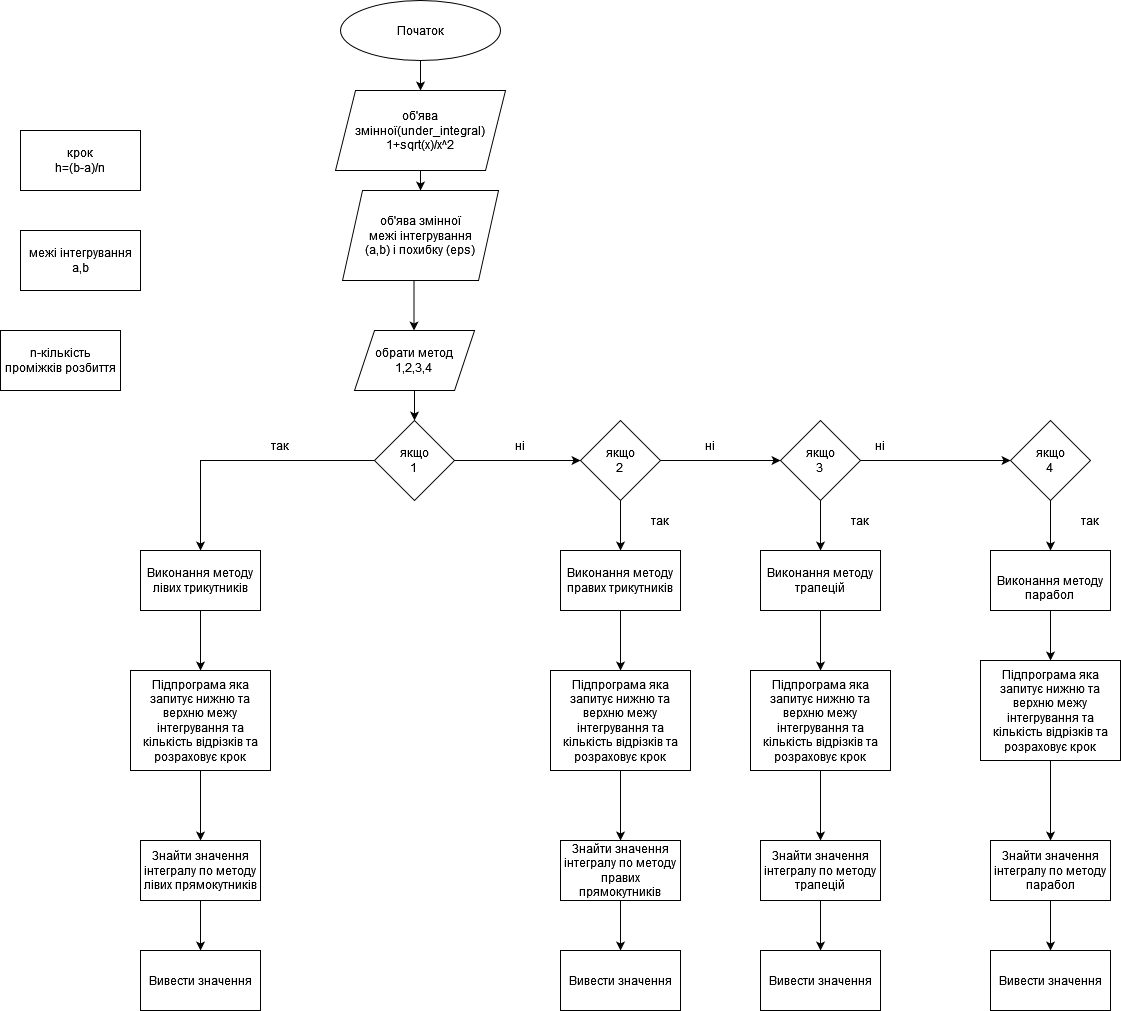 Початок
об'ява
змінної(under_integral)
1+sqrt(x)/x^2
крок
h=(b-a)/n
об'ява змінної
межі інтегрування
(a,b) і похибку (eps)
межі інтегрування
a,b
n-кількість
проміжків розбиття
обрати метод
1,2,3,4
так
якщо
1
ні
якщо
2
ні
якщо
3
ні
якщо
4
так
так
так
Виконання методу
лівих трикутників
Виконання методу
правих трикутників
Виконання методу
трапецій
Виконання методу
парабол
Підпрограма яка
запитує нижню та
верхню межу
інтегрування та
кількість відрізків та
розраховує крок
Підпрограма яка
запитує нижню та
верхню межу
інтегрування та
кількість відрізків та
розраховує крок
Підпрограма яка
запитує нижню та
верхню межу
інтегрування та
кількість відрізків та
розраховує крок
Підпрограма яка
запитує нижню та
верхню межу
інтегрування та
кількість відрізків та
розраховує крок
Знайти значення
інтегралу по методу
лівих прямокутників
Знайти значення
інтегралу по методу
правих
прямокутників
Знайти значення
інтегралу по методу
трапецій
Знайти значення
інтегралу по методу
парабол
Вивести значення
Вивести значення
Вивести значення
Вивести значення